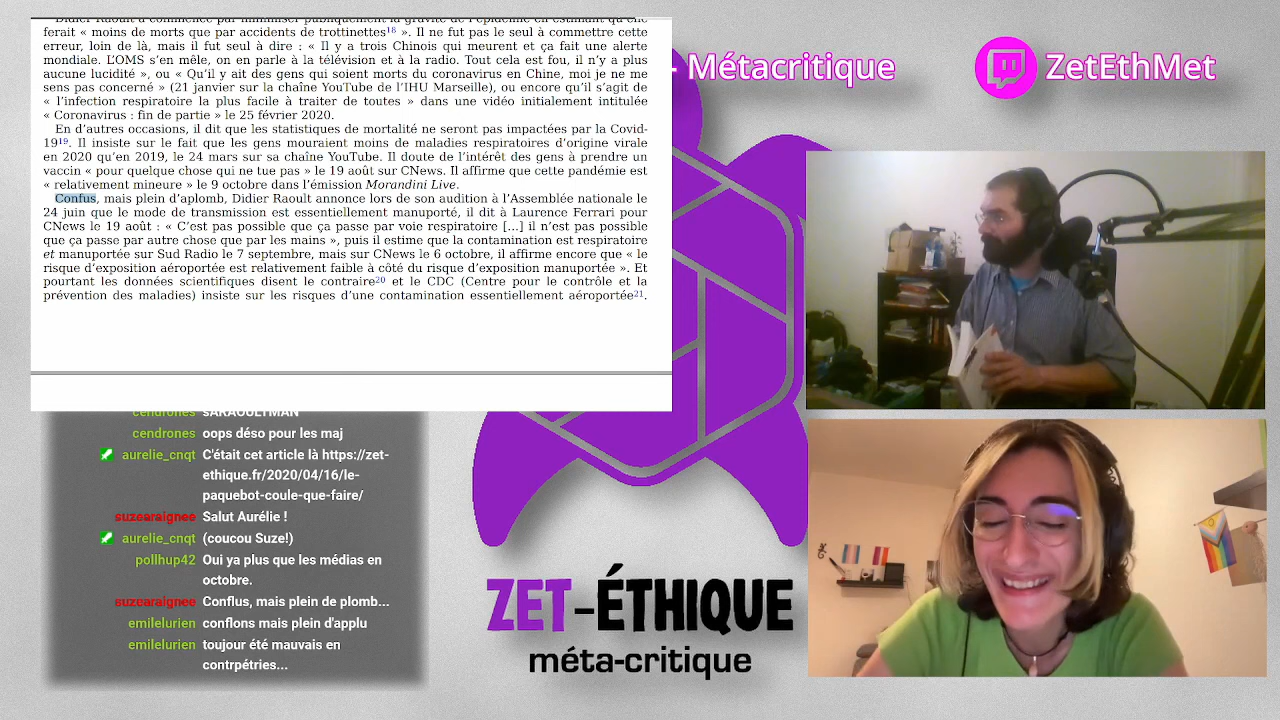 Didier Raoult a commencé par minimiser publiquement la gravité de l'épidémie en estimant qu'elle
ferait « moins de morts que par accidents de trottinettes18 ». Il ne fut pas le seul à commettre cette
erreur, loin de là, mais il fut seul à dire : « Il y a trois Chinois qui meurent et ça fait une alerte
mondiale. L'OMS s'en mêle, on en parle à la télévision et à la radio. Tout cela est fou, il n'y a plus
aucune lucidité », ou « Qu'il y ait des gens qui soient morts du coronavirus en Chine, moi je ne me
sens pas concerné » (21 janvier sur la chaîne YouTube de l'IHU Marseille), ou encore qu'il s'agit de
« l'infection respiratoire la plus facile à traiter de toutes » dans une vidéo initialement intitulée
« Coronavirus : fin de partie » le 25 février 2020.
En d'autres occasions, il dit que les statistiques de mortalité ne seront pas impactées par la Covid-
1919. Il insiste sur le fait que les gens mouraient moins de maladies respiratoires d'origine virale
en 2020 qu'en 2019, le 24 mars sur sa chaîne YouTube. Il doute de l'intérêt des gens à prendre un
vaccin « pour quelque chose qui ne tue pas » le 19 août sur CNews. Il affirme que cette pandémie est
« relativement mineure » le 9 octobre dans l'émission Morandini Live.
Confus, mais plein d'aplomb, Didier Raoult annonce lors de son audition à l'Assemblée nationale le
24 juin que le mode de transmission est essentiellement manuporté, il dit à Laurence Ferrari pour
CNews le 19 août : « C'est pas possible que ça passe par voie respiratoire [...] il n'est pas possible
que ça passe par autre chose que par les mains », puis il estime que la contamination est respiratoire
et manuportée sur Sud Radio le 7 septembre, mais sur CNews le 6 octobre, il affirme encore que « le
risque d'exposition aéroportée est relativement faible à côté du risque d'exposition manuportée ». Et
pourtant les données scientifiques disent le contraire20 et le CDC (Centre pour le contrôle et la
prévention des maladies) insiste sur les risques d'une contamination essentiellement aéroportée21.
- Métacritique
ZetEthMet
cendrones sARAOULTMAN
cendrones oops déso pour les maj
aurelie_cnqt C'était cet article là https://zet-
ethique.fr/2020/04/16/le-
paquebot-coule-que-faire/
suzearaignee Salut Aurélie !
aurelie_cnqt (coucou Suze!)
pollhup42 Oui ya plus que les médias en
octobre.
suzearaignee Conflus, mais plein de plomb...
emilelurien conflons mais plein d'applu
emilelurien toujour été mauvais en
contrpétries...
ZET-ÉTHIQUE
méta-critique